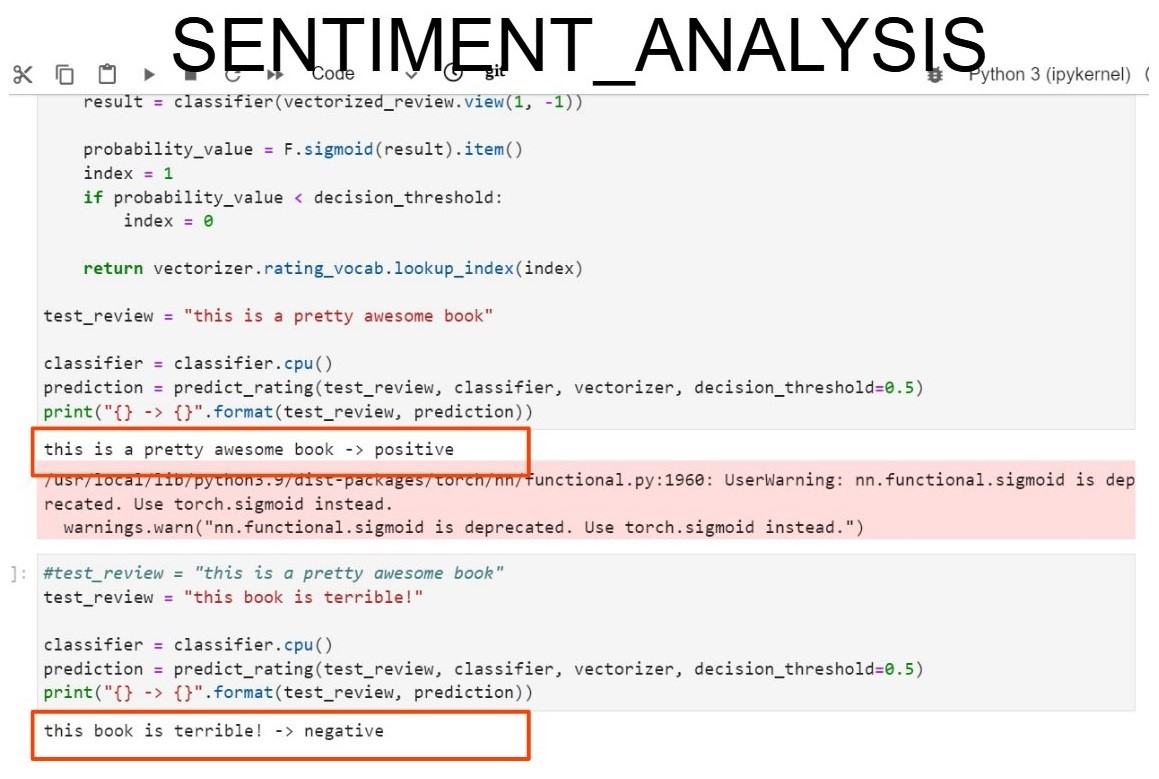 SENTIMENT_ANALYSIS
Code git Python 3 (ipykernel)
    result = classifier(vectorized_review.view(1, -1))

    probability_value = F.sigmoid(result).item()
    index = 1
    if probability_value < decision_threshold:
        index = 0

    return vectorizer.rating_vocab.lookup_index(index)

test_review = "this is a pretty awesome book"

classifier = classifier.cpu()
prediction = predict_rating(test_review, classifier, vectorizer, decision_threshold=0.5)
print("{} -> {}".format(test_review, prediction))
this is a pretty awesome book -> positive
/usr/local/lib/python3.9/dist-packages/torch/nn/functional.py:1960: UserWarning: nn.functional.sigmoid is dep
recated. Use torch.sigmoid instead.
  warnings.warn("nn.functional.sigmoid is deprecated. Use torch.sigmoid instead.")
]: #test_review = "this is a pretty awesome book"
test_review = "this book is terrible!"

classifier = classifier.cpu()
prediction = predict_rating(test_review, classifier, vectorizer, decision_threshold=0.5)
print("{} -> {}".format(test_review, prediction))
this book is terrible! -> negative